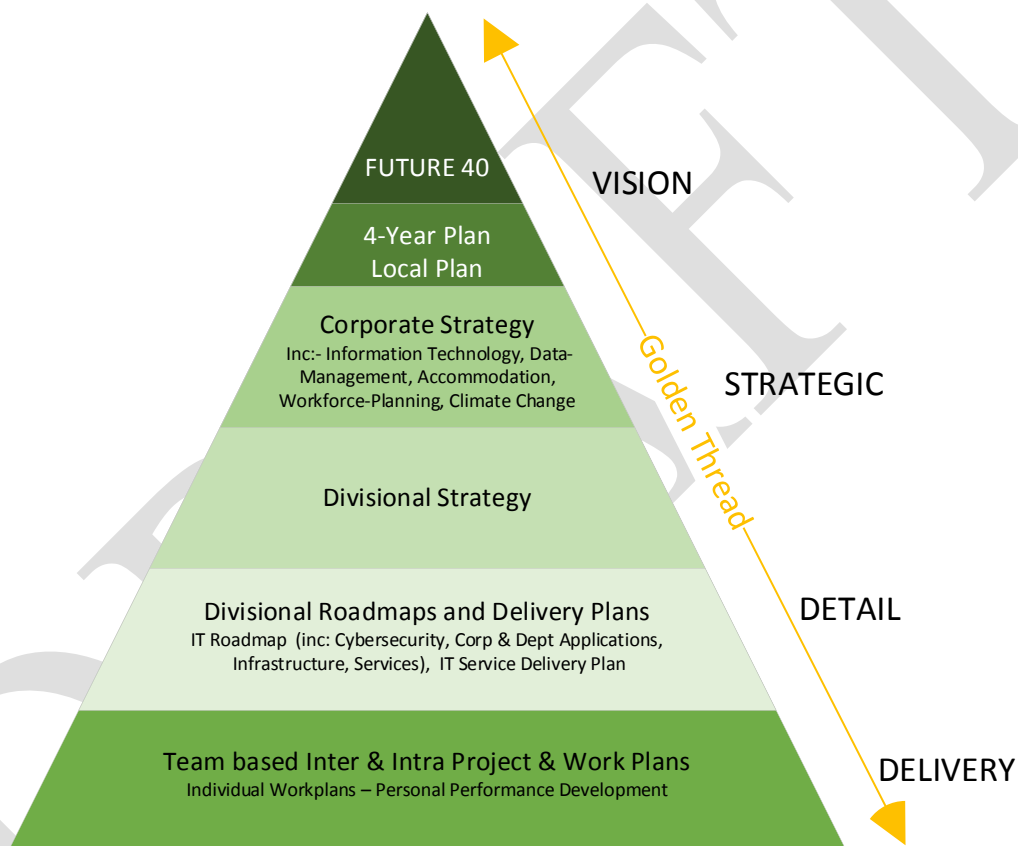 FUTURE 40
VISION
4-Year Plan
Local Plan
Corporate Strategy
Inc:- Information Technology, Data-
Management, Accommodation,
Workforce-Planning, Climate Change
Golden Thread
STRATEGIC
Divisional Strategy
Divisional Roadmaps and Delivery Plans
IT Roadmap (inc: Cybersecurity, Corp & Dept Applications,
Infrastructure, Services), IT Service Delivery Plan
DETAIL
Team based Inter & Intra Project & Work Plans
Individual Workplans – Personal Performance Development
DELIVERY
DRAFT